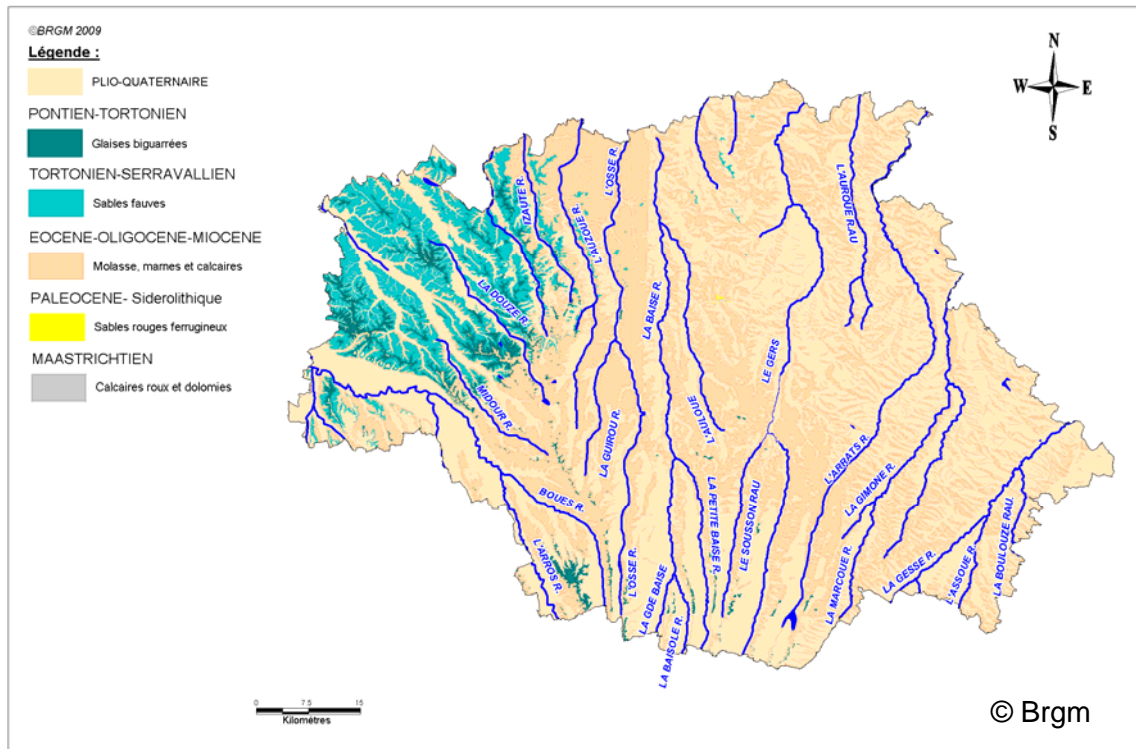 ©BRGM 2009
Légende :
PLIO-QUATERNAIRE
PONTIEN-TORTONIEN
Glaises biguarrées
TORTONIEN-SERRAVALLIEN
Sables fauves
EOCENE-OLIGOCENE-MIOCENE
Molasse, marnes et calcaires
PALEOCENE- Siderolithique
Sables rouges ferrugineux
MAASTRICHTIEN
Calcaires roux et dolomies
N
W
E
S
IZAUTE R.
L'AUZOUE R.
L'OSSE R.
L'AUROUE R.AU
LA DOUZE R.
LA BAISE R.
LE GERS
MIDOUR R.
LA GUIROU R.
L'AULOUE
L'ARRATS R.
LA GIMONE R.
BOUES R.
L'ARROS R.
L'OSSE R.
LA GDE BAISE
LA BAISOLE R.
LA PETITE BAISE R.
LE SOUSSON RAU
LA MARCOUE R.
LA GESSE R.
L'ASSOUE R.
LA BOULOUZE RAU.
0 7.5 15
Kilomètres
© Brgm